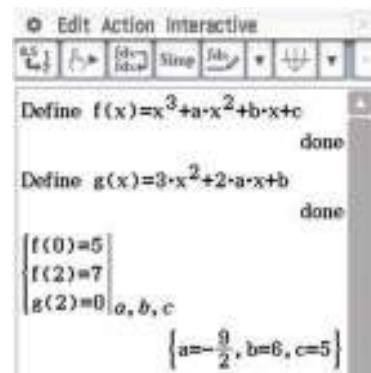 Edit Action Interactive
Simp
Define f(x)=x³+a·x²+b·x+c
done
Define g(x)=3·x²+2·a·x+b
done
f(0)=5
f(2)=7
g(2)=0 a, b, c
{a=-9/2, b=6, c=5}